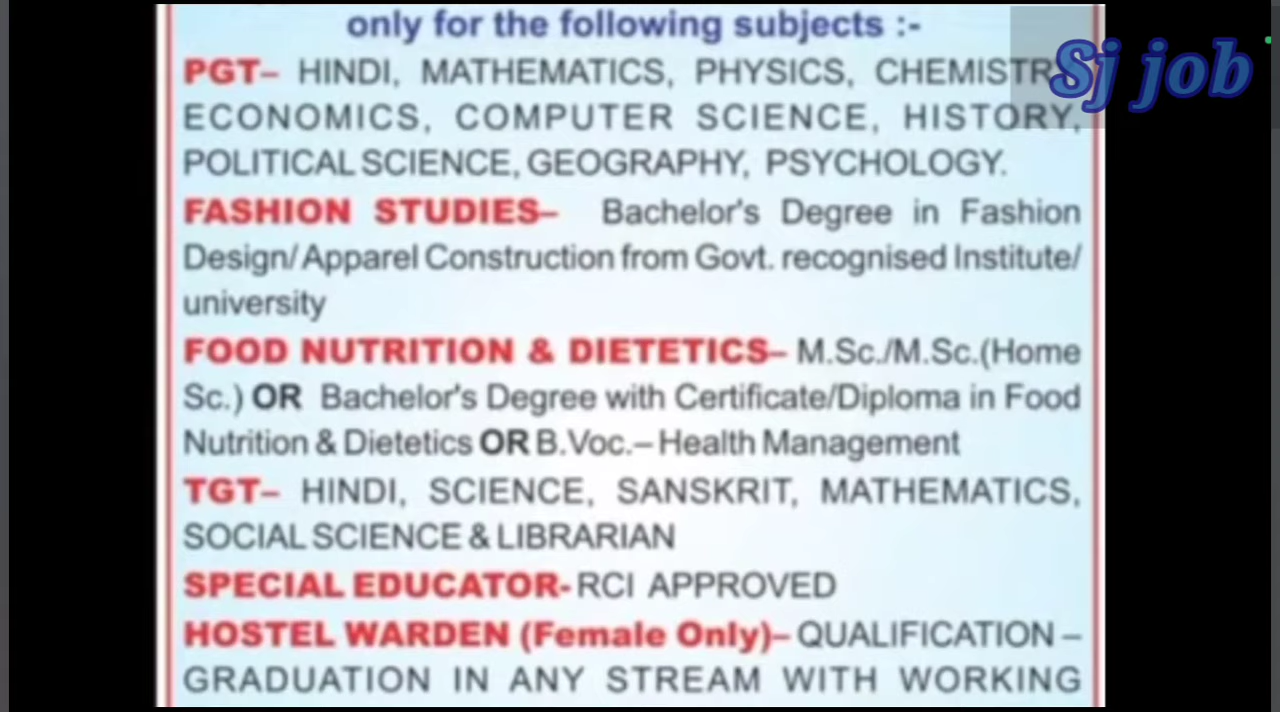 only for the following subjects :-
PGT– HINDI, MATHEMATICS, PHYSICS, CHEMISTR
Sj job
ECONOMICS, COMPUTER SCIENCE, HISTORY,
POLITICAL SCIENCE, GEOGRAPHY, PSYCHOLOGY.
FASHION STUDIES– Bachelor's Degree in Fashion
Design/Apparel Construction from Govt. recognised Institute/
university
FOOD NUTRITION & DIETETICS– M.Sc./M.Sc.(Home
Sc.) OR Bachelor's Degree with Certificate/Diploma in Food
Nutrition & Dietetics OR B.Voc.– Health Management
TGT– HINDI, SCIENCE, SANSKRIT, MATHEMATICS,
SOCIAL SCIENCE & LIBRARIAN
SPECIAL EDUCATOR- RCI APPROVED
HOSTEL WARDEN (Female Only)– QUALIFICATION –
GRADUATION IN ANY STREAM WITH WORKING